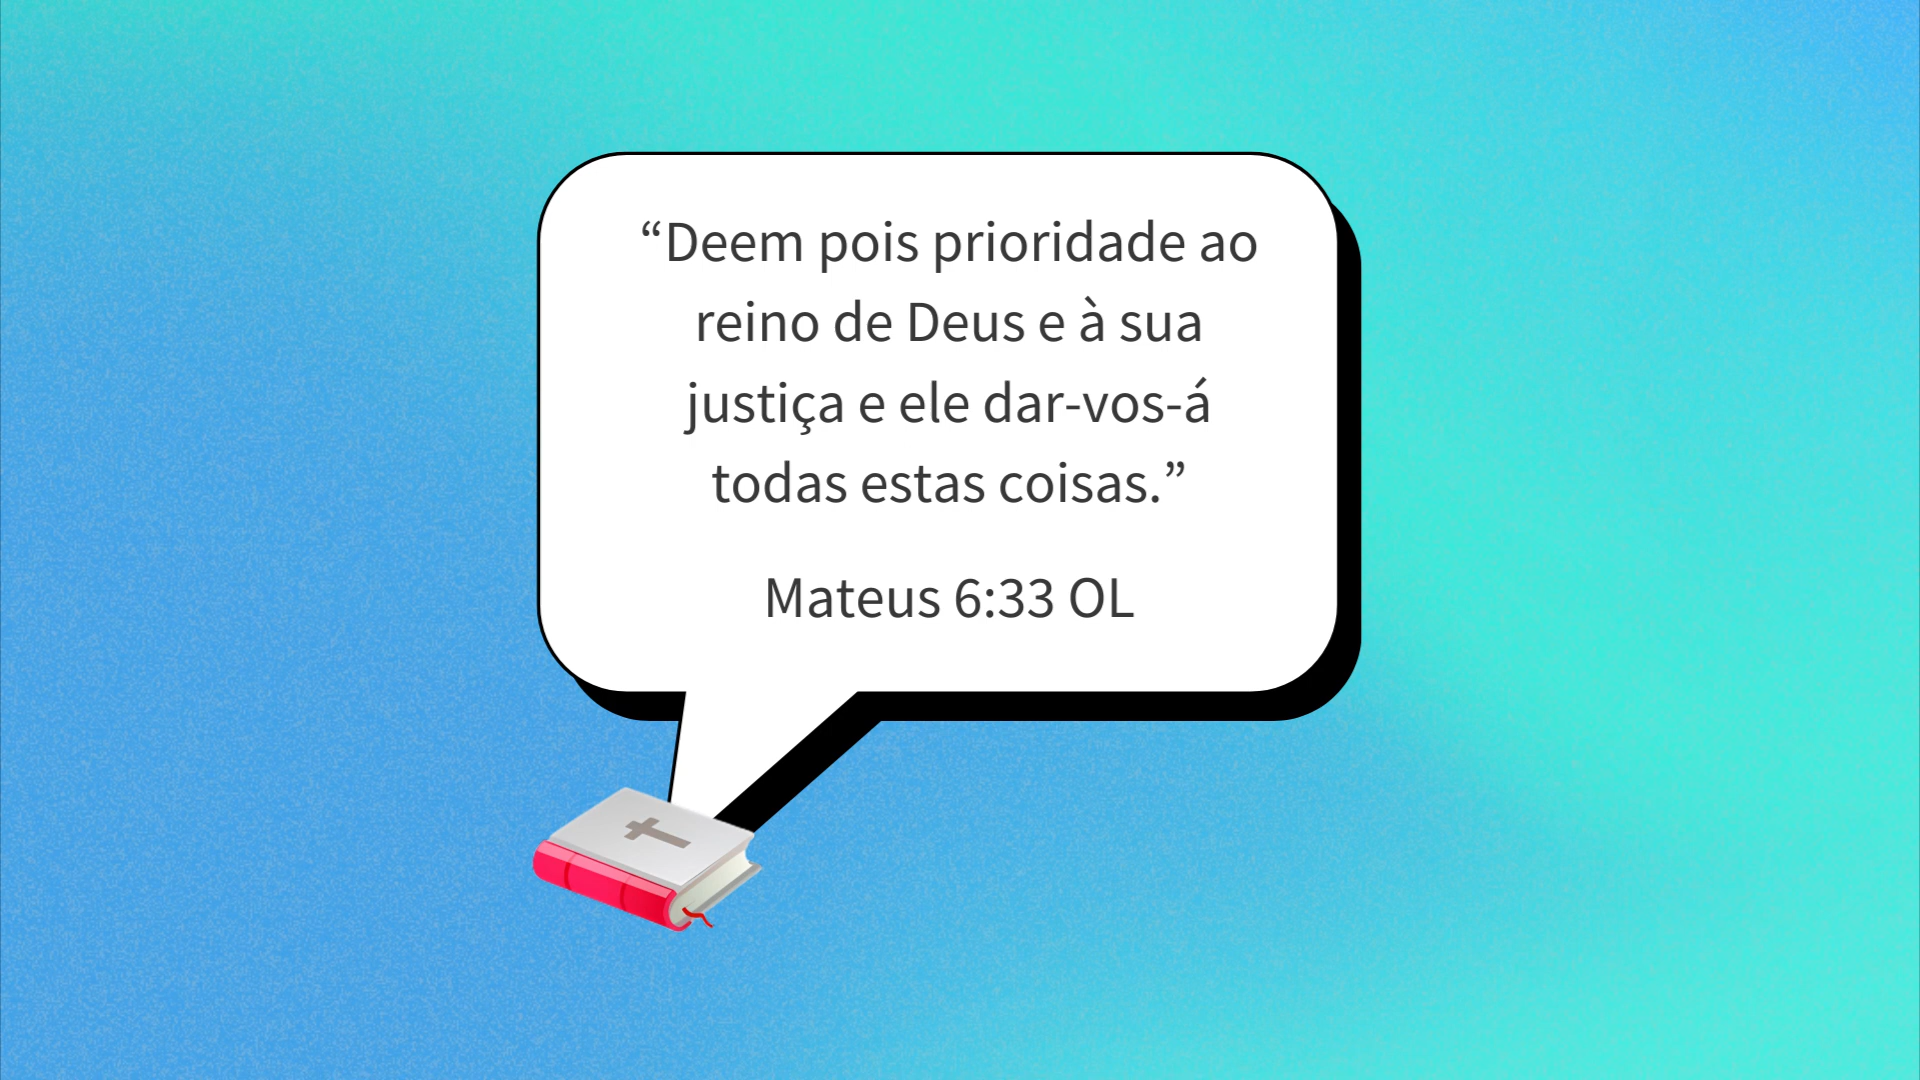 “Deem pois prioridade ao
reino de Deus e à sua
justiça e ele dar-vos-á
todas estas coisas.”
Mateus 6:33 OL